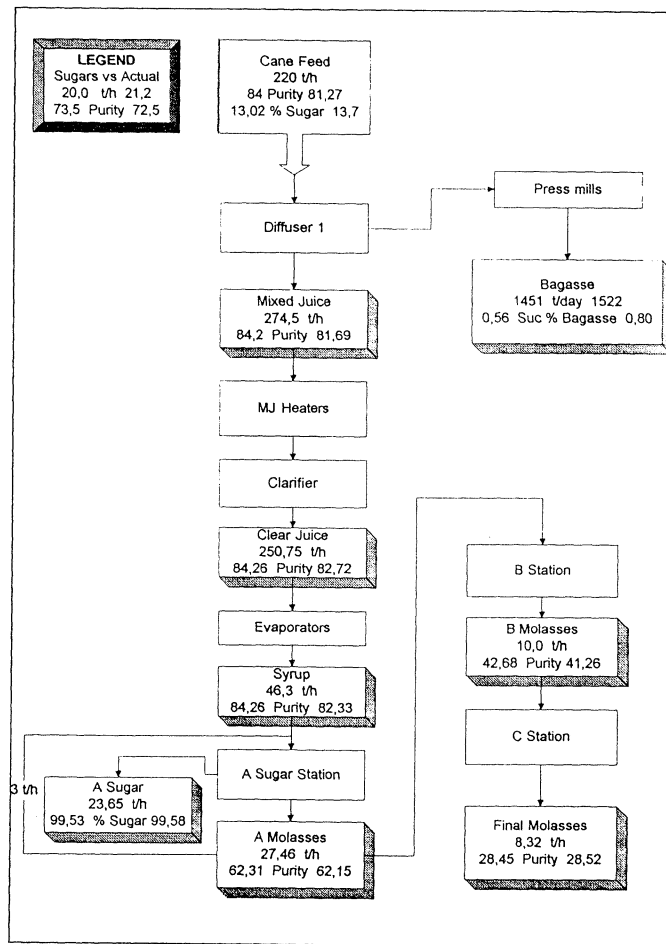 LEGEND
Sugars vs Actual
20,0 t/h 21,2
73,5 Purity 72,5
Cane Feed
220 t/h
84 Purity 81,27
13,02 % Sugar 13,7
Press mills
Diffuser 1
Bagasse
1451 t/day 1522
0,56 Suc % Bagasse 0,80
Mixed Juice
274,5 t/h
84,2 Purity 81,69
MJ Heaters
Clarifier
Clear Juice
250,75 t/h
84,26 Purity 82,72
B Station
Evaporators
B Molasses
10,0 t/h
42,68 Purity 41,26
Syrup
46,3 t/h
84,26 Purity 82,33
C Station
A Sugar Station
3 t/h
A Sugar
23,65 t/h
99,53 % Sugar 99,58
A Molasses
27,46 t/h
62,31 Purity 62,15
Final Molasses
8,32 t/h
28,45 Purity 28,52